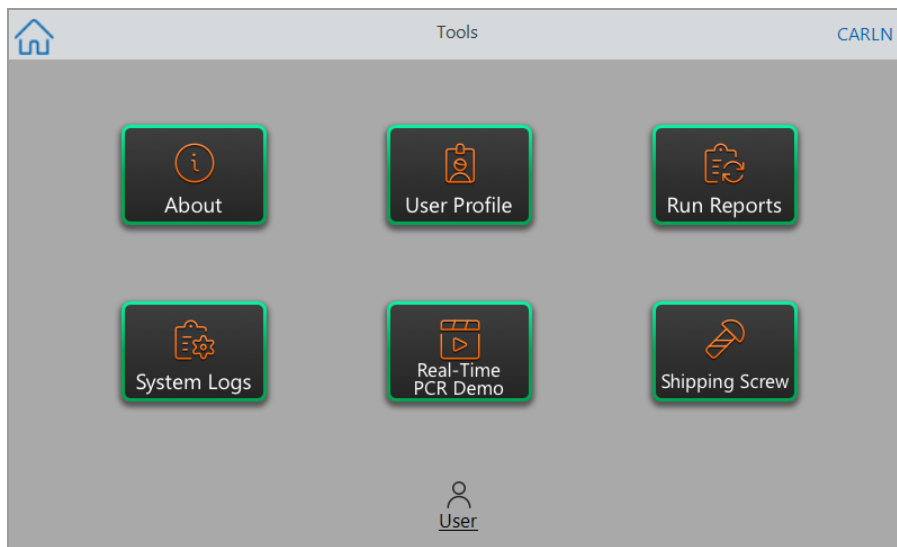 Tools
CARLN
About
User Profile
Run Reports
System Logs
Real-Time
PCR Demo
Shipping Screw
User